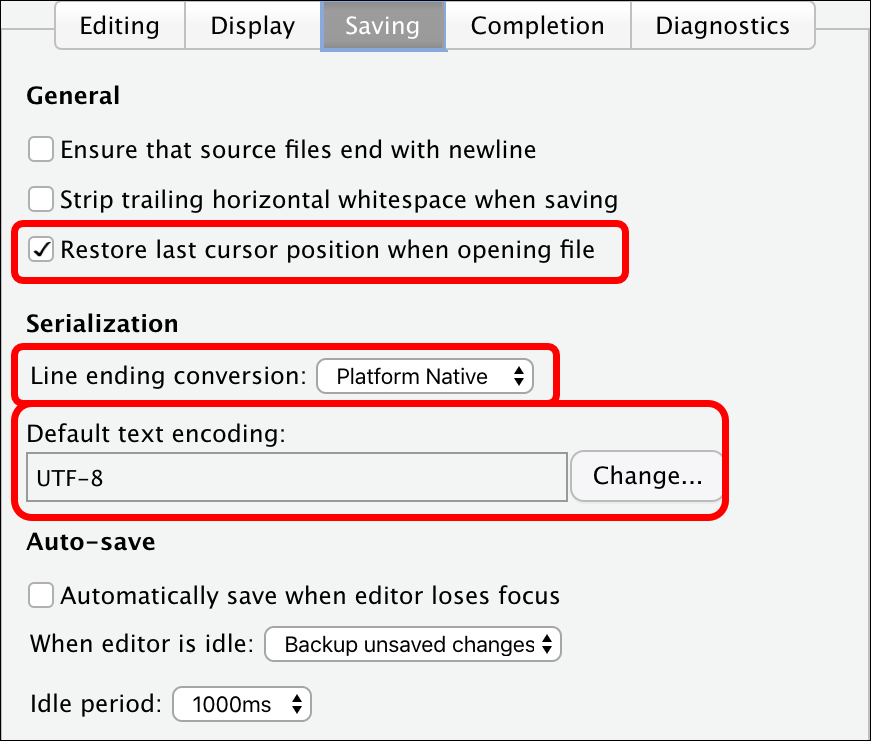 Editing Display Saving Completion Diagnostics
General
Ensure that source files end with newline
Strip trailing horizontal whitespace when saving
Restore last cursor position when opening file
Serialization
Line ending conversion: Platform Native
Default text encoding:
UTF-8 Change...
Auto-save
Automatically save when editor loses focus
When editor is idle: Backup unsaved changes
Idle period: 1000ms